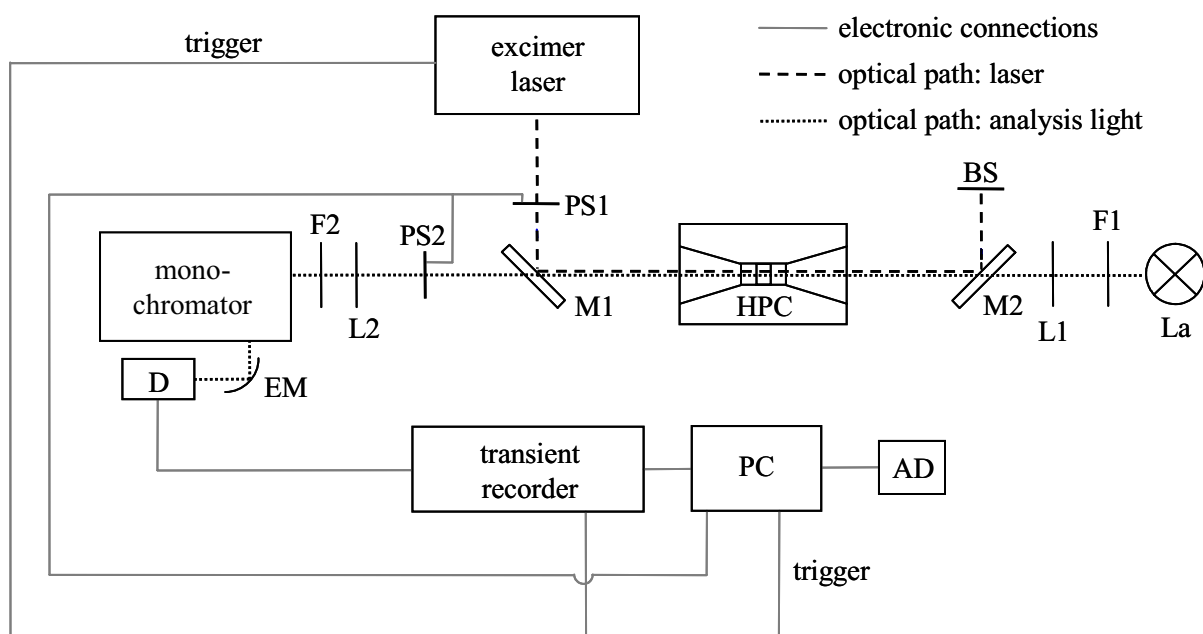 trigger
excimer
laser
electronic connections
optical path: laser
optical path: analysis light
PS1
BS
F2
PS2
F1
mono-
chromator
L2
M1
HPC
M2
L1
La
D
EM
transient
recorder
PC
AD
trigger